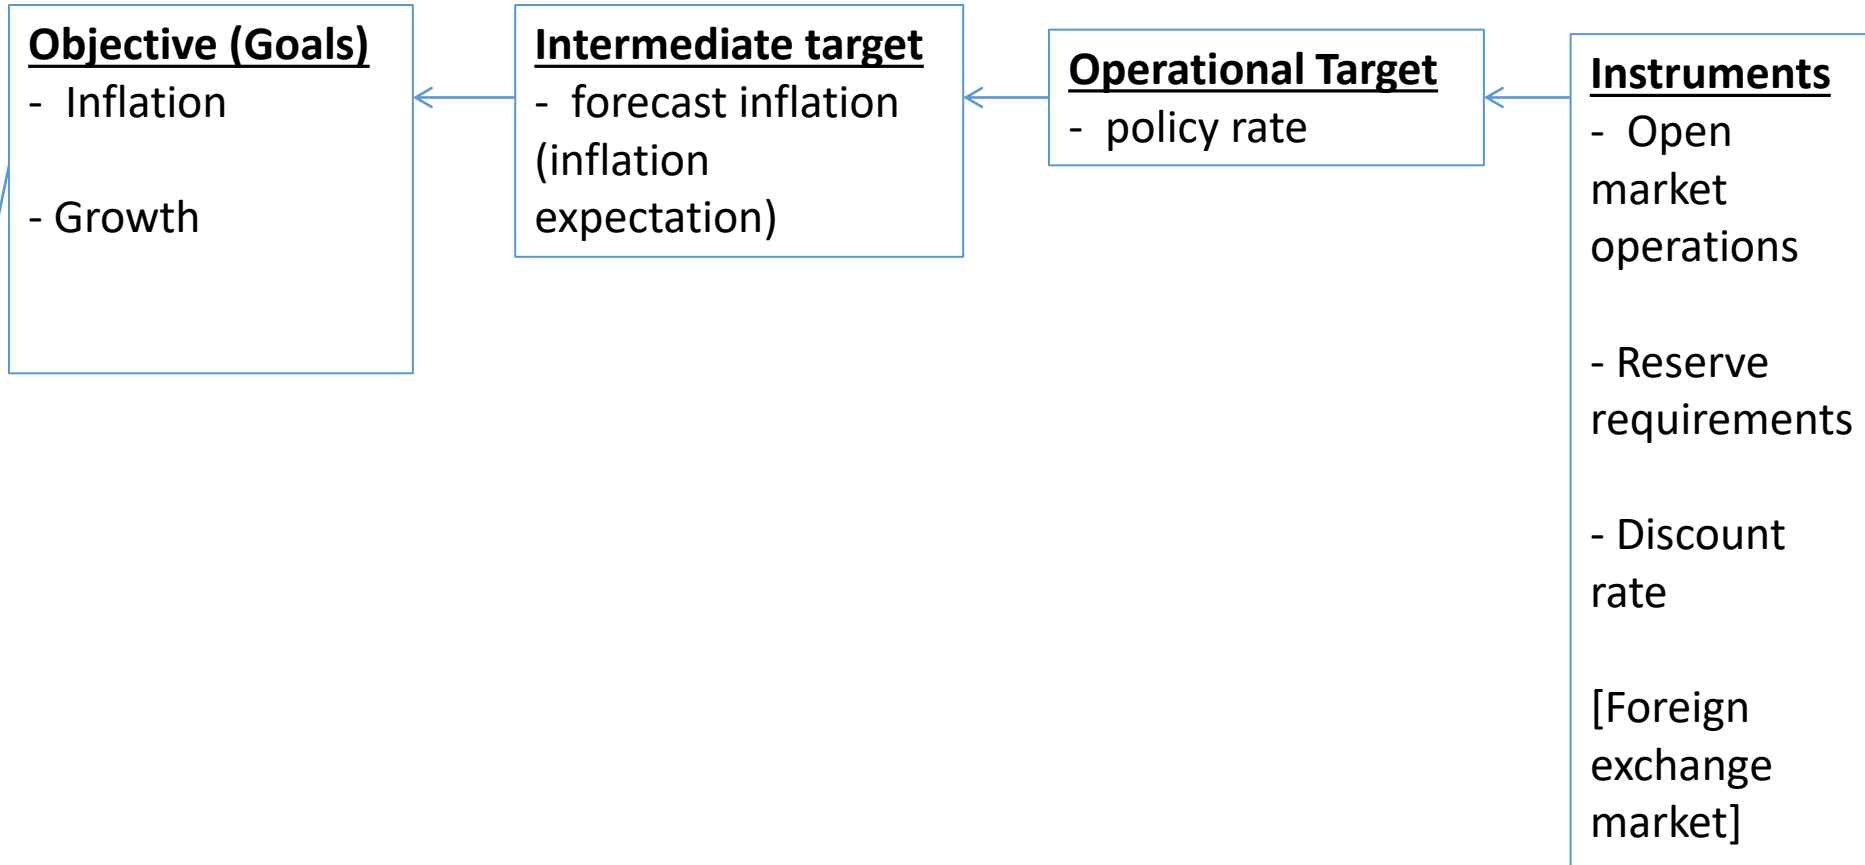 Objective (Goals)
- Inflation
- Growth
Intermediate target
- forecast inflation
(inflation
expectation)
Operational Target
- policy rate
Instruments
- Open
market
operations
- Reserve
requirements
- Discount
rate
[Foreign
exchange
market]